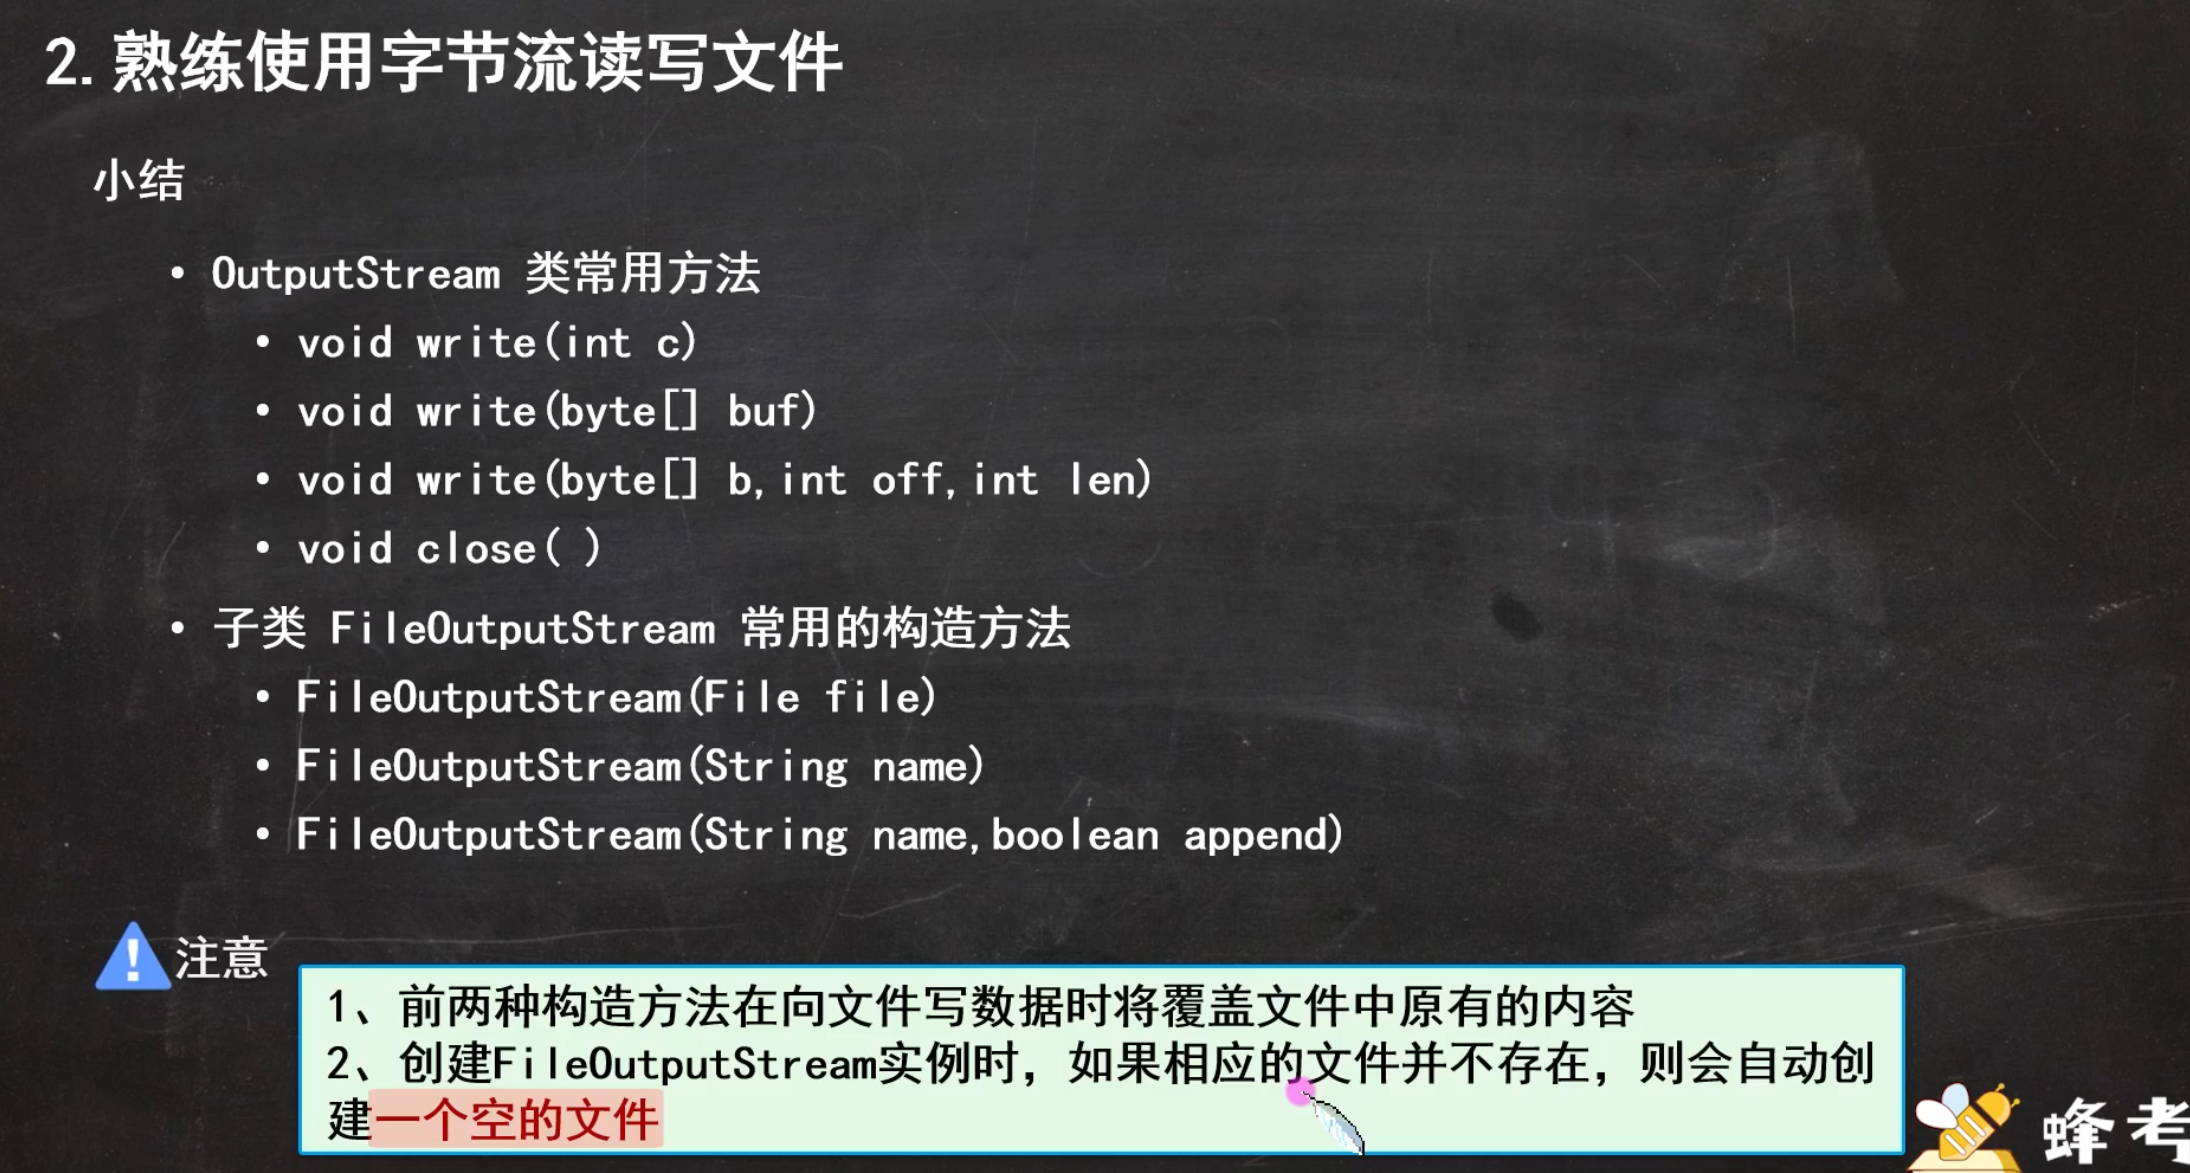 2.熟练使用字节流读写文件
小结
• OutputStream 类常用方法
• void write(int c)
• void write(byte[] buf)
• void write(byte[] b,int off,int len)
• void close( )
• 子类 FileOutputStream 常用的构造方法
• FileOutputStream(File file)
• FileOutputStream(String name)
• FileOutputStream(String name,boolean append)
! 注意
1、前两种构造方法在向文件写数据时将覆盖文件中原有的内容
2、创建FileOutputStream实例时，如果相应的文件并不存在，则会自动创
建一个空的文件
蜂考